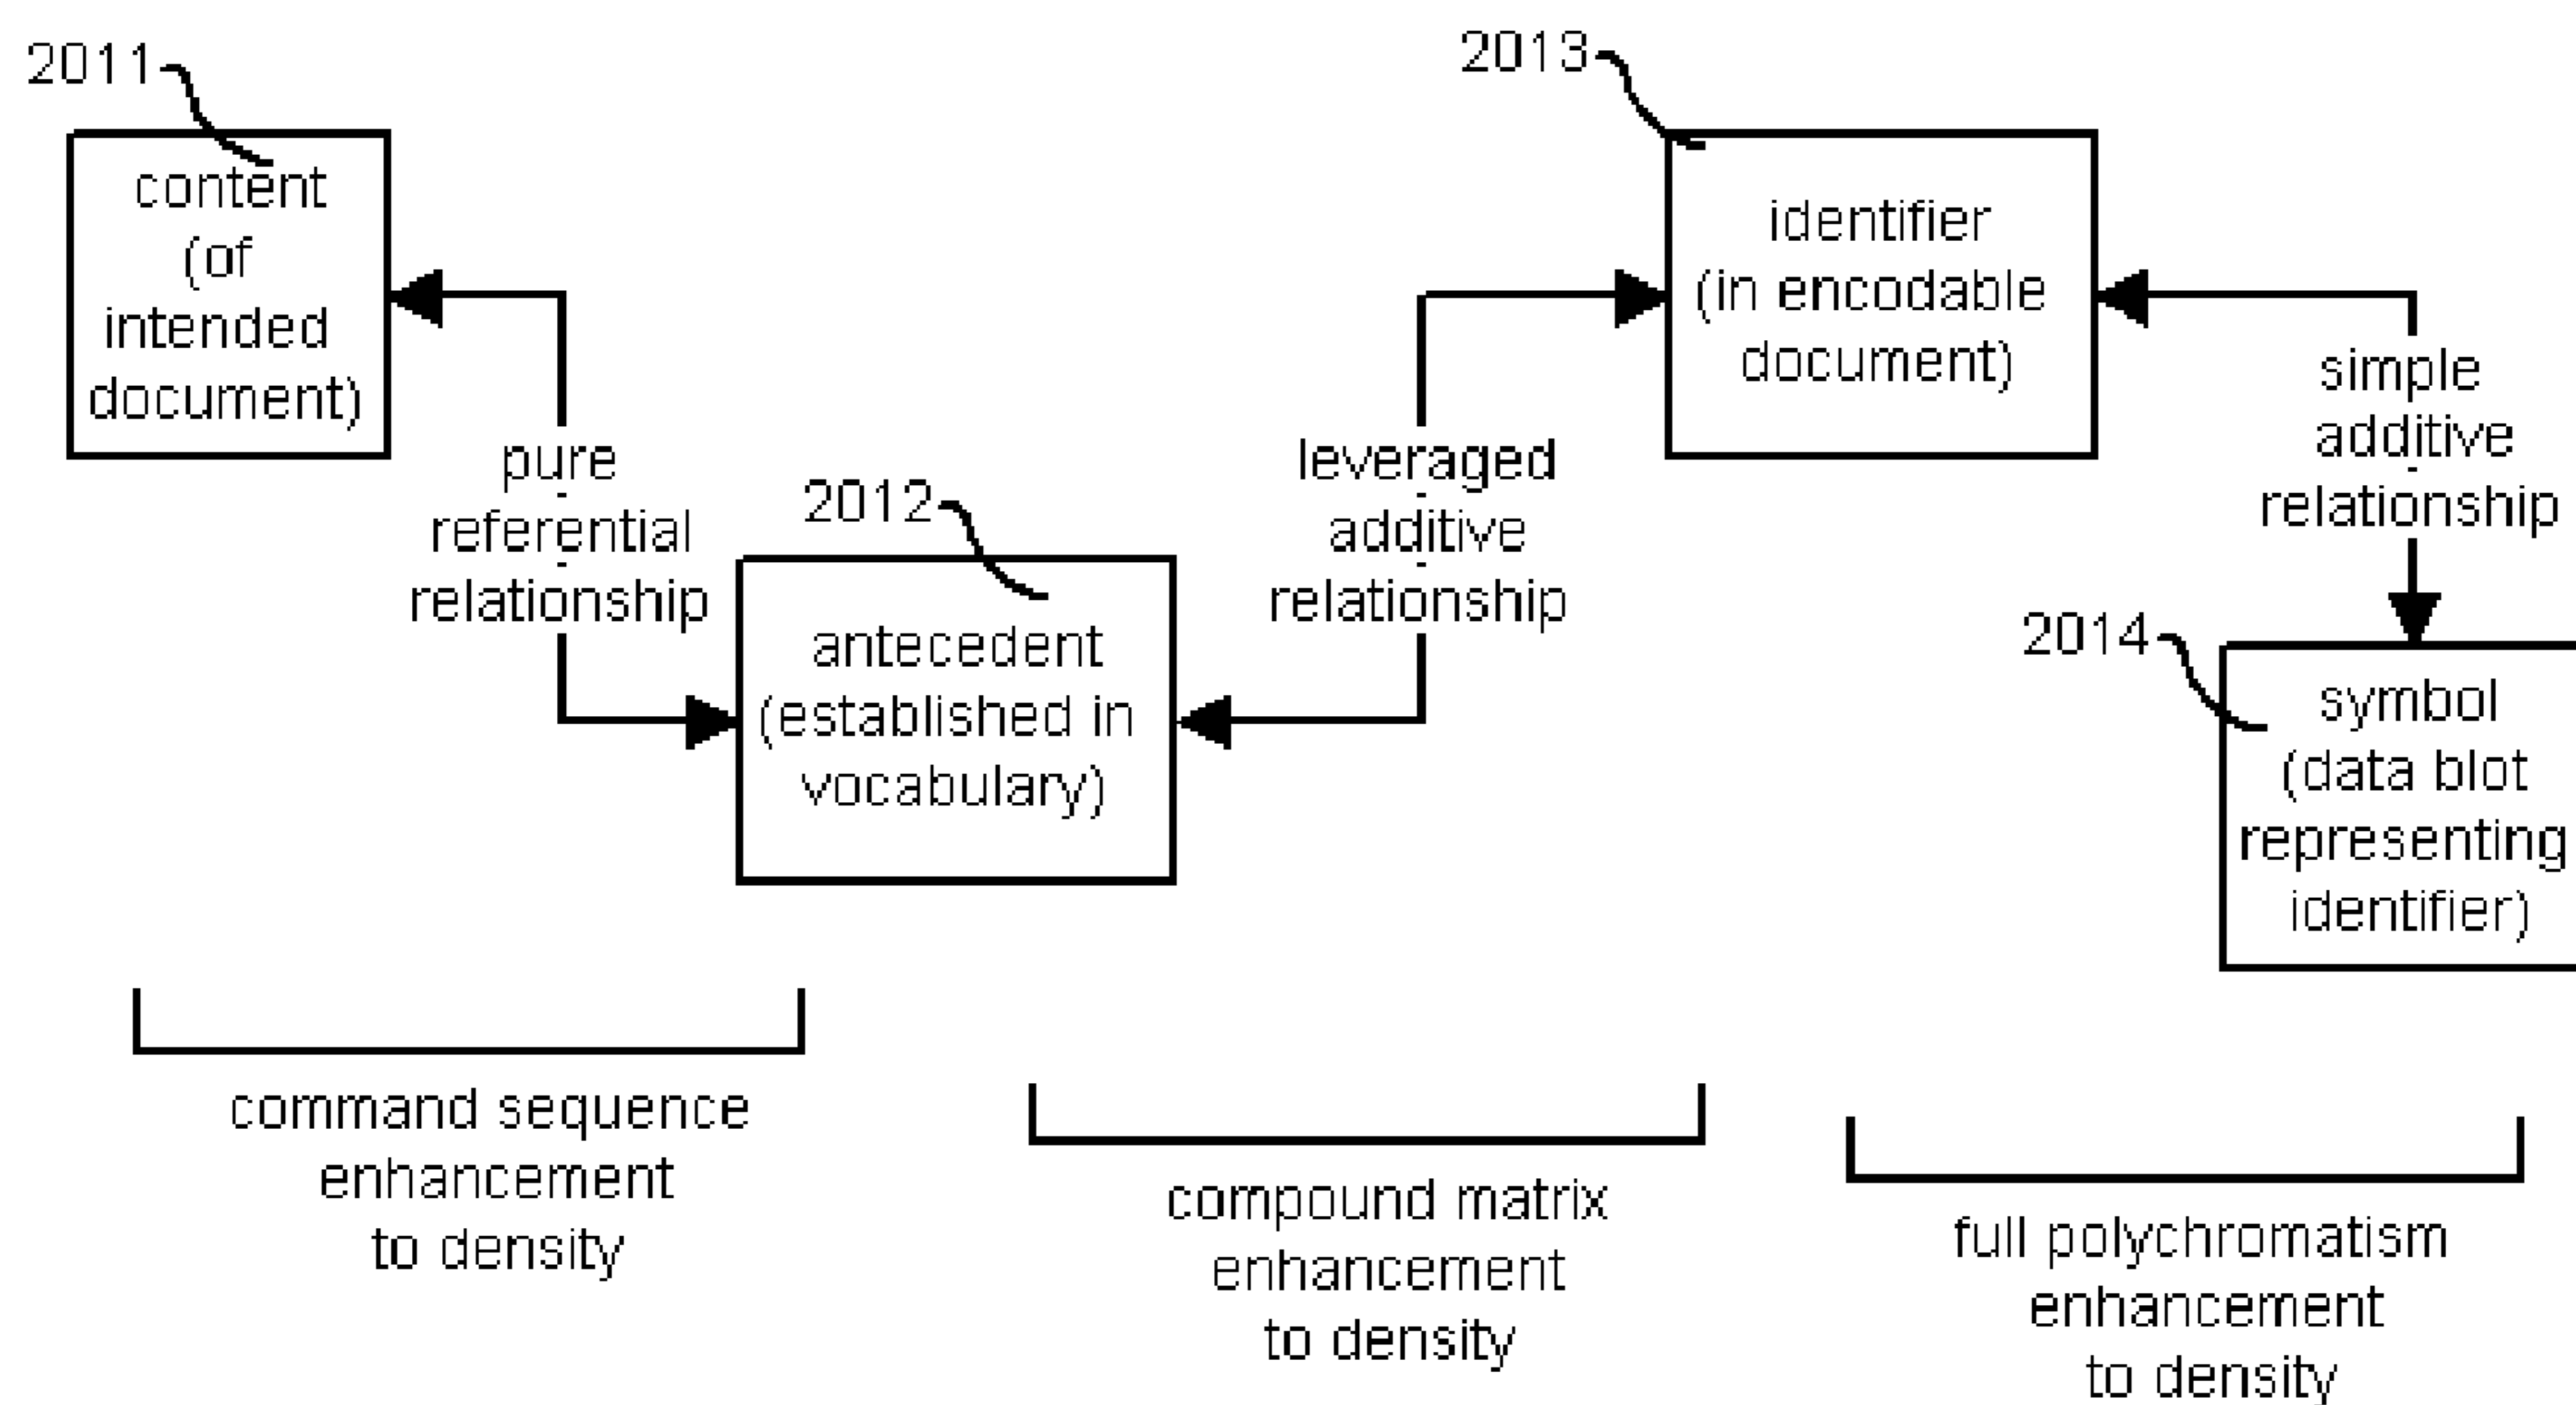 2011
content
(of
intended
document)
pure
referential
relationship
2012
antecedent
(established in
vocabulary)
leveraged
additive
relationship
2013
identifier
(in encodable
document)
simple
additive
relationship
2014
symbol
(data blot
representing
identifier)
command sequence
enhancement
to density
compound matrix
enhancement
to density
full polychromatism
enhancement
to density